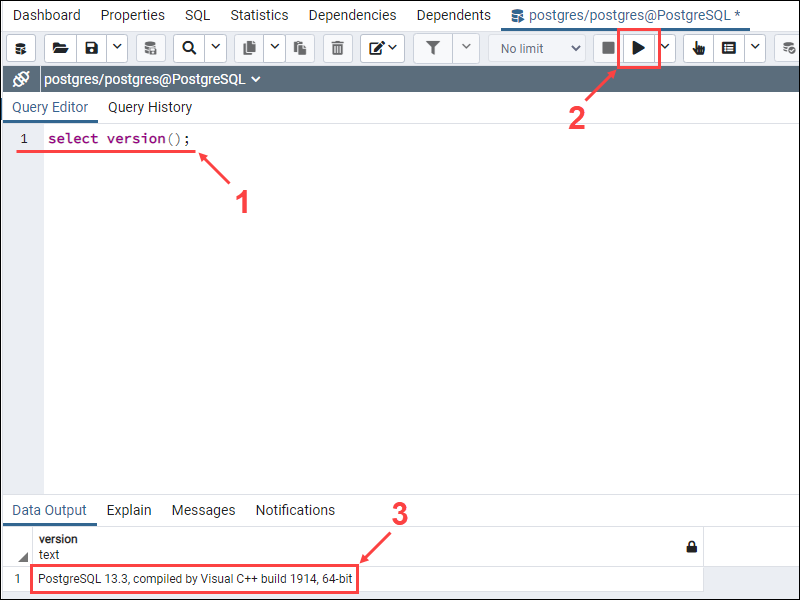 Dashboard Properties SQL Statistics Dependencies Dependents postgres/postgres@PostgreSQL *
No limit
postgres/postgres@PostgreSQL
2
Query Editor Query History
1 select version();
1
Data Output Explain Messages Notifications
3
version
text
1 PostgreSQL 13.3, compiled by Visual C++ build 1914, 64-bit